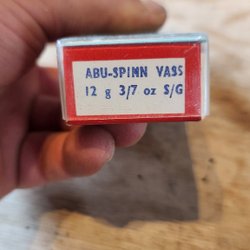 ABU-SPINN VASS
12 g 3/7 oz S/G